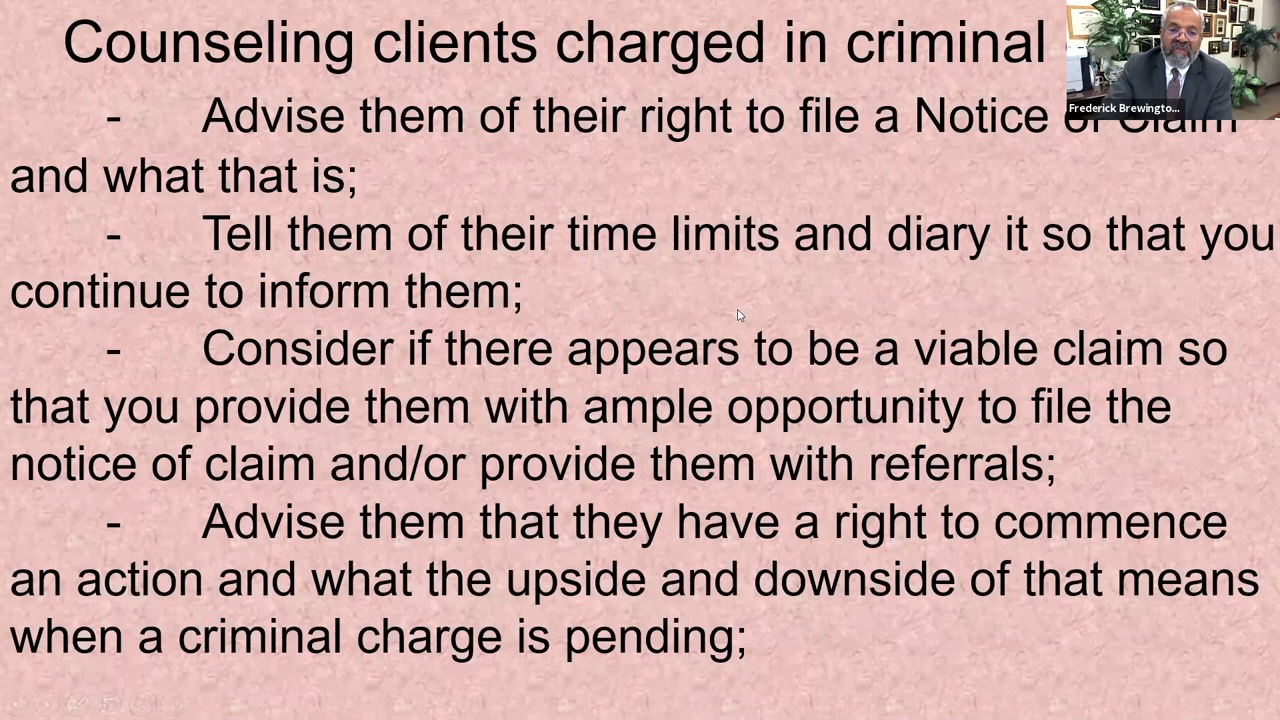 Counseling clients charged in criminal
Frederick Brewingto...
- Advise them of their right to file a Notice of Claim
and what that is;
- Tell them of their time limits and diary it so that you
continue to inform them;
- Consider if there appears to be a viable claim so
that you provide them with ample opportunity to file the
notice of claim and/or provide them with referrals;
- Advise them that they have a right to commence
an action and what the upside and downside of that means
when a criminal charge is pending;